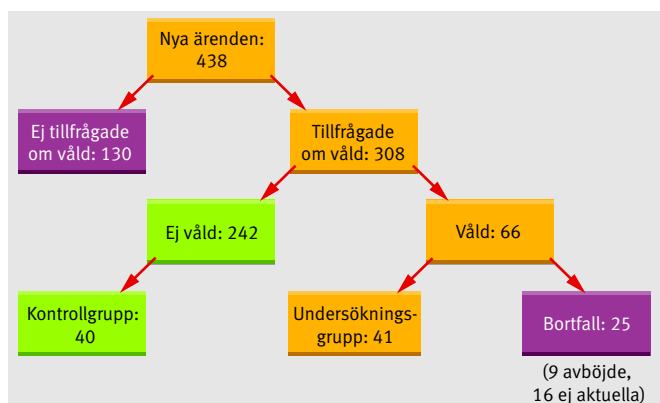 Nya ärenden:
438
Ej tillfrågade
om våld: 130
Tillfrågade
om våld: 308
Ej våld: 242
Våld: 66
Kontrollgrupp:
40
Undersöknings-
grupp: 41
Bortfall: 25
(9 avböjde,
16 ej aktuella)